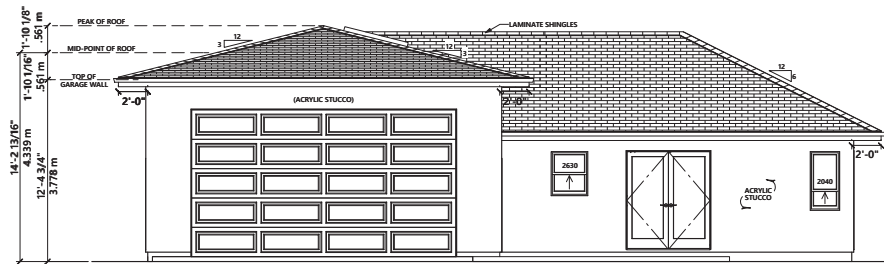 PEAK OF ROOF
LAMINATE SHINGLES
12
3
MID-POINT OF ROOF
12
3
12
6
TOP OF
GARAGE WALL
2'-0"
(ACRYLIC STUCCO)
2'-0"
2'-0"
1'-10 1/8"
.561 m
1'-10 1/16"
.561 m
14'-2 13/16"
4.339 m
12'-4 3/4"
3.778 m
2630
2040
ACRYLIC
STUCCO